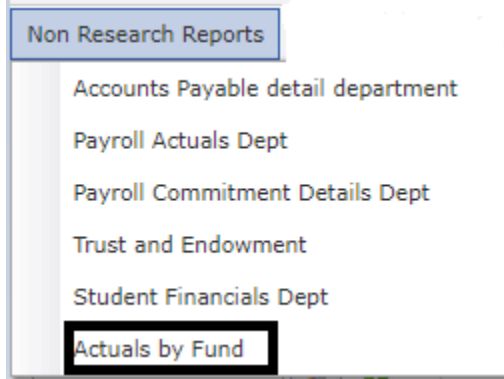 Non Research Reports
Accounts Payable detail department
Payroll Actuals Dept
Payroll Commitment Details Dept
Trust and Endowment
Student Financials Dept
Actuals by Fund